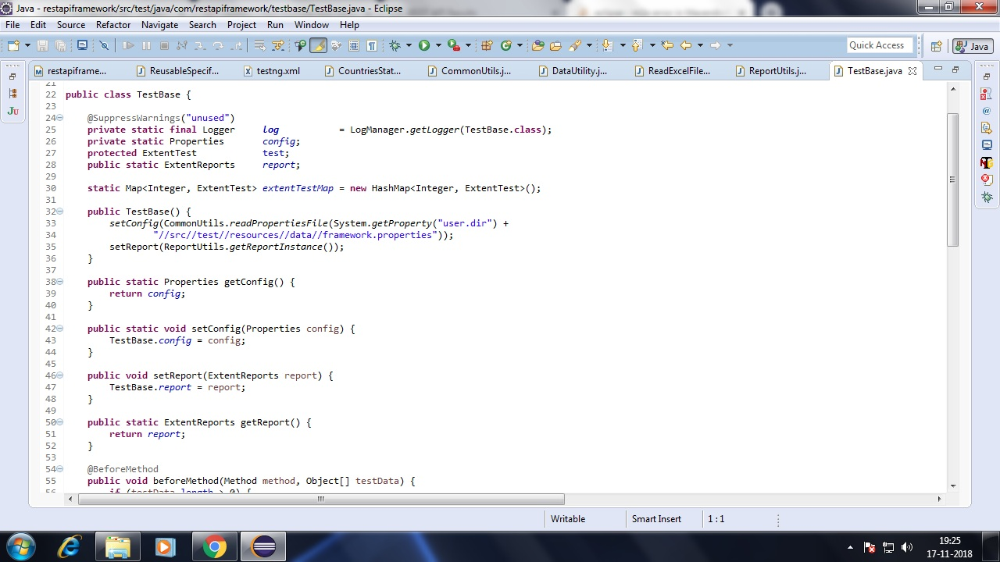 Java - restapiframework/src/test/java/com/restapiframework/testbase/TestBase.java - Eclipse
File Edit Source Refactor Navigate Search Project Run Window Help
Quick Access Java
restapiframe... ReusableSpecif... testng.xml CountriesStat... CommonUtils.j... DataUtility.j... ReadExcelFile... ReportUtils.j... TestBase.java
21
22 public class TestBase {
23
24 @SuppressWarnings("unused")
25 private static final Logger log = LogManager.getLogger(TestBase.class);
26 private static Properties config;
27 protected ExtentTest test;
28 public static ExtentReports report;
29
30 static Map<Integer, ExtentTest> extentTestMap = new HashMap<Integer, ExtentTest>();
31
32 public TestBase() {
33 setConfig(CommonUtils.readPropertiesFile(System.getProperty("user.dir") +
34 "//src//test//resources//data//framework.properties"));
35 setReport(ReportUtils.getReportInstance());
36 }
37
38 public static Properties getConfig() {
39 return config;
40 }
41
42 public static void setConfig(Properties config) {
43 TestBase.config = config;
44 }
45
46 public void setReport(ExtentReports report) {
47 TestBase.report = report;
48 }
49
50 public static ExtentReports getReport() {
51 return report;
52 }
53
54 @BeforeMethod
55 public void beforeMethod(Method method, Object[] testData) {
56 if (testData.length > 0) {
Writable Smart Insert 1 : 1
19:25
17-11-2018